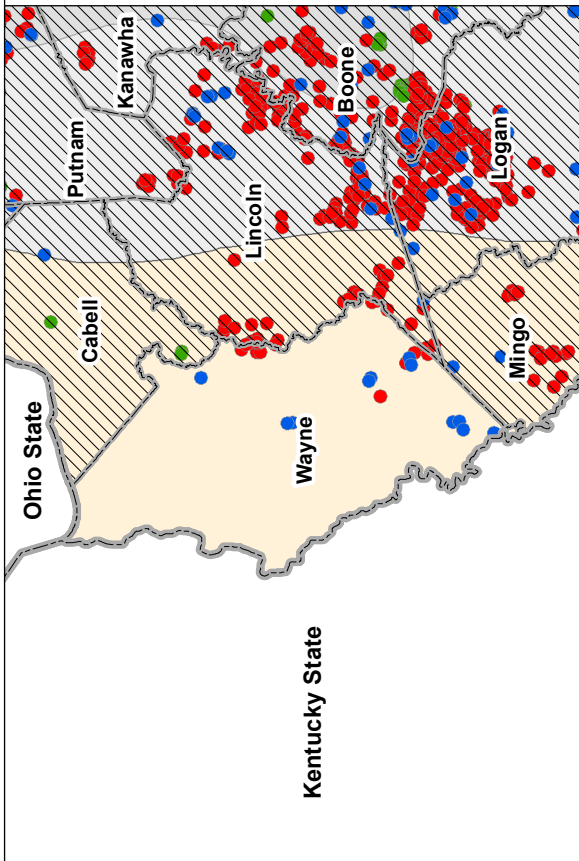 Ohio State
Cabell
Putnam
Kanawha
Lincoln
Boone
Wayne
Mingo
Logan
Kentucky State